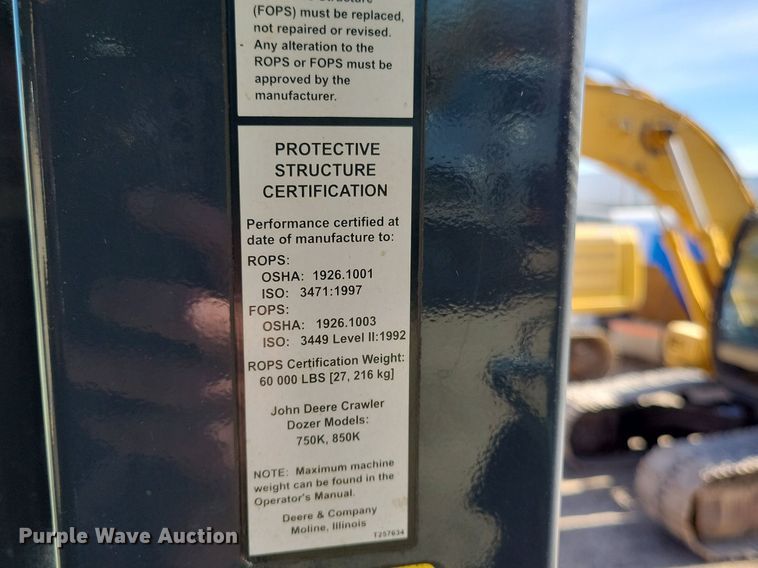 (FOPS) must be replaced,
not repaired or revised.
Any alteration to the
ROPS or FOPS must be
approved by the
manufacturer.
PROTECTIVE
STRUCTURE
CERTIFICATION
Performance certified at
date of manufacture to:
ROPS:
OSHA: 1926.1001
ISO: 3471:1997
FOPS:
OSHA: 1926.1003
ISO: 3449 Level II:1992
ROPS Certification Weight:
60 000 LBS [27, 216 kg]
John Deere Crawler
Dozer Models:
750K, 850K
NOTE: Maximum machine
weight can be found in the
Operator's Manual.
Deere & Company
Moline, Illinois
T257634
Purple Wave Auction